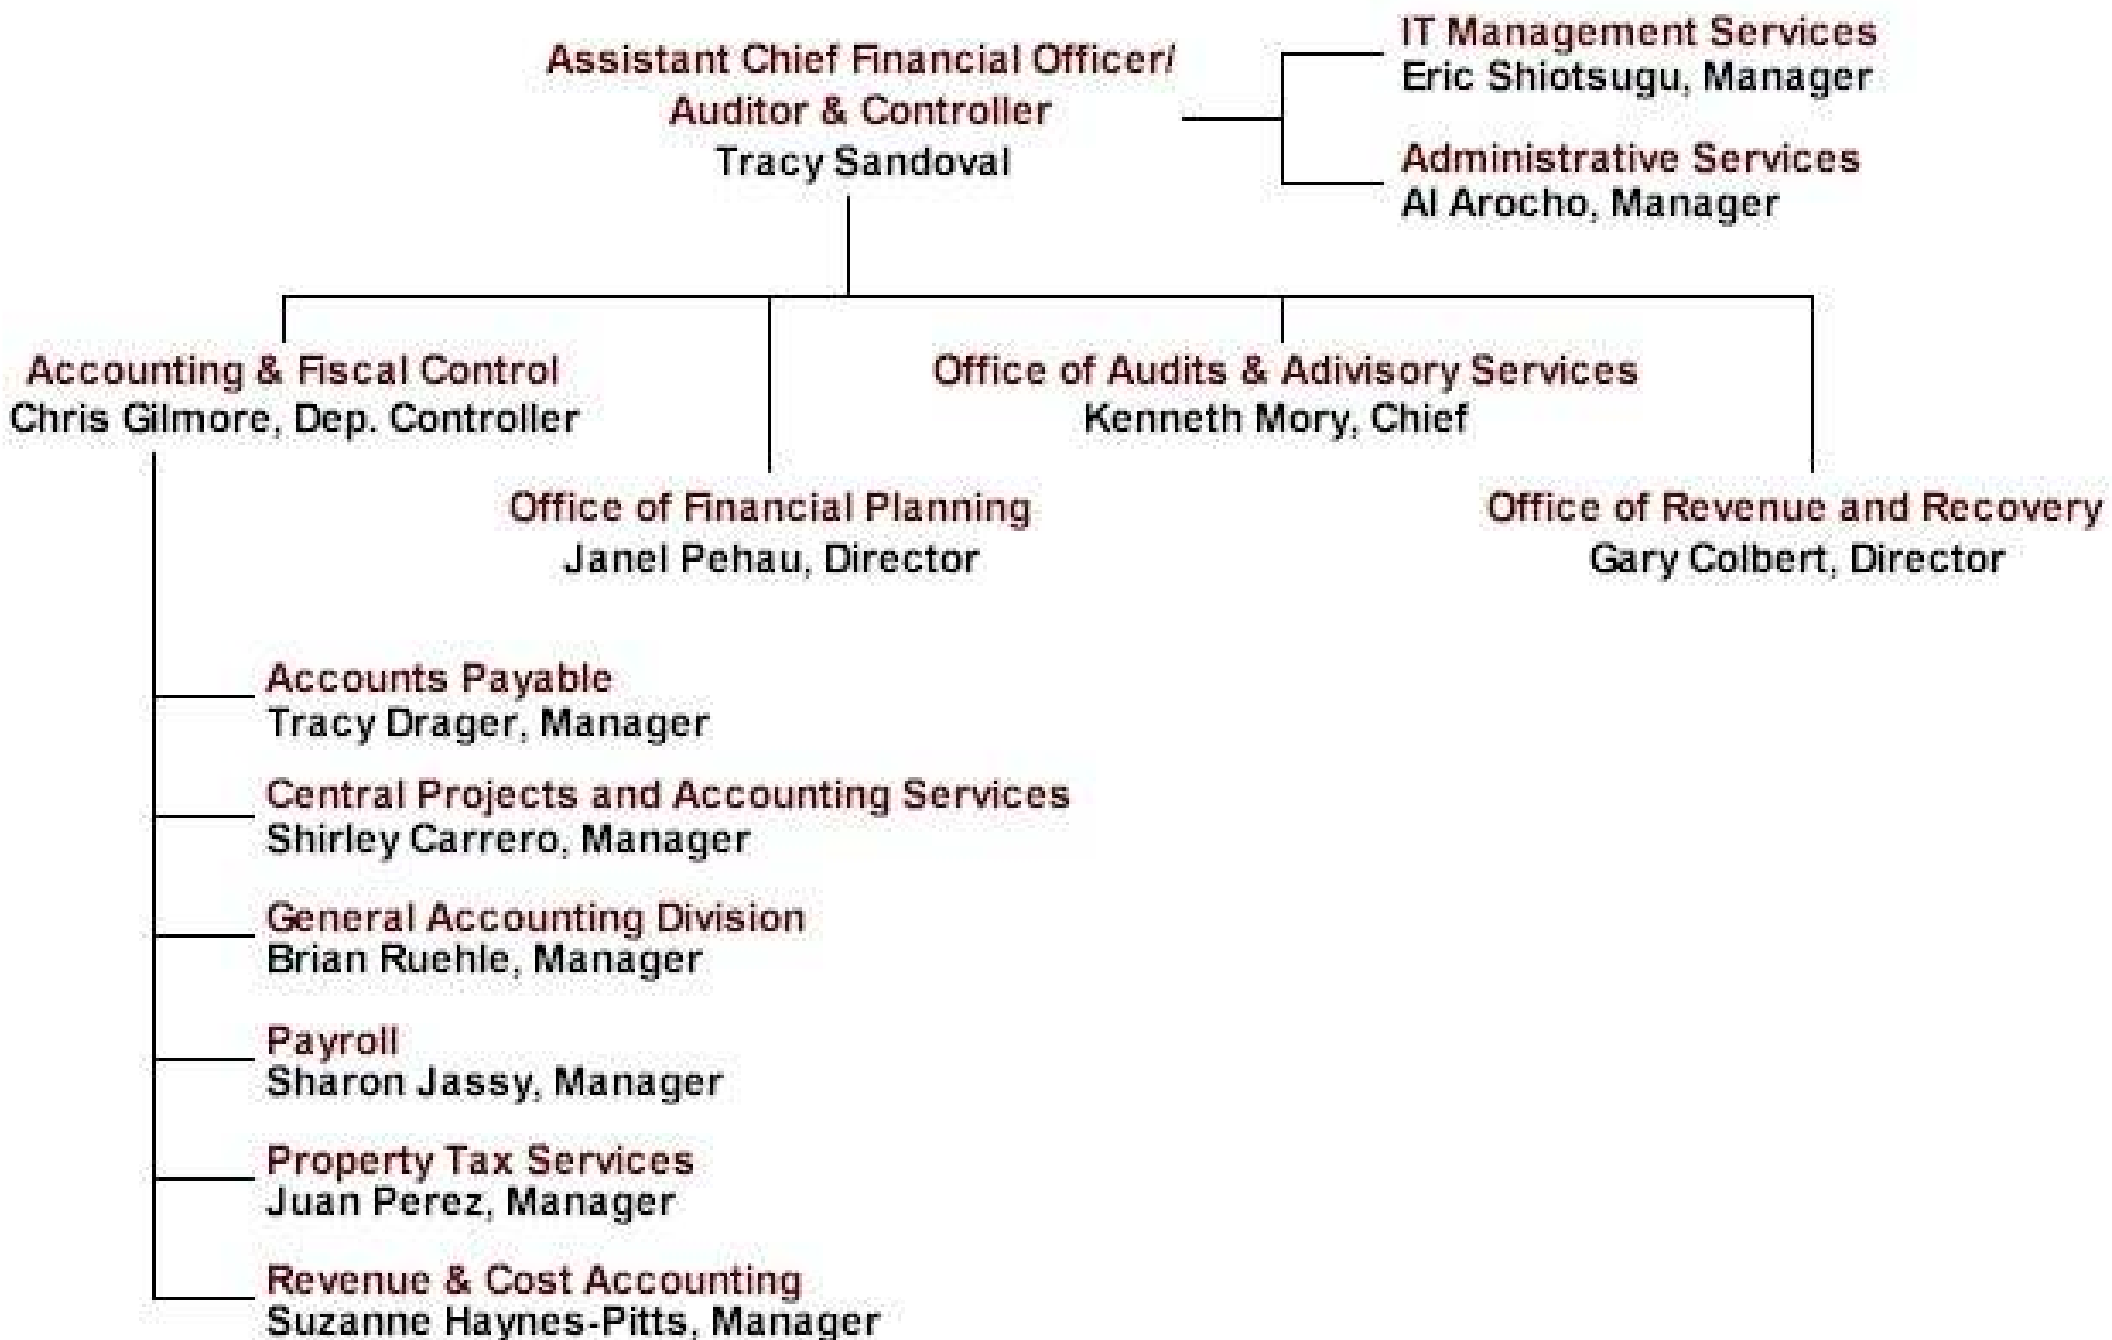 Assistant Chief Financial Officer/
Auditor & Controller
Tracy Sandoval
IT Management Services
Eric Shiotsugu, Manager
Administrative Services
Al Arocho, Manager
Accounting & Fiscal Control
Chris Gilmore, Dep. Controller
Office of Financial Planning
Janel Pehau, Director
Office of Audits & Adivisory Services
Kenneth Mory, Chief
Office of Revenue and Recovery
Gary Colbert, Director
Accounts Payable
Tracy Drager, Manager
Central Projects and Accounting Services
Shirley Carrero, Manager
General Accounting Division
Brian Ruehle, Manager
Payroll
Sharon Jassy, Manager
Property Tax Services
Juan Perez, Manager
Revenue & Cost Accounting
Suzanne Haynes-Pitts, Manager